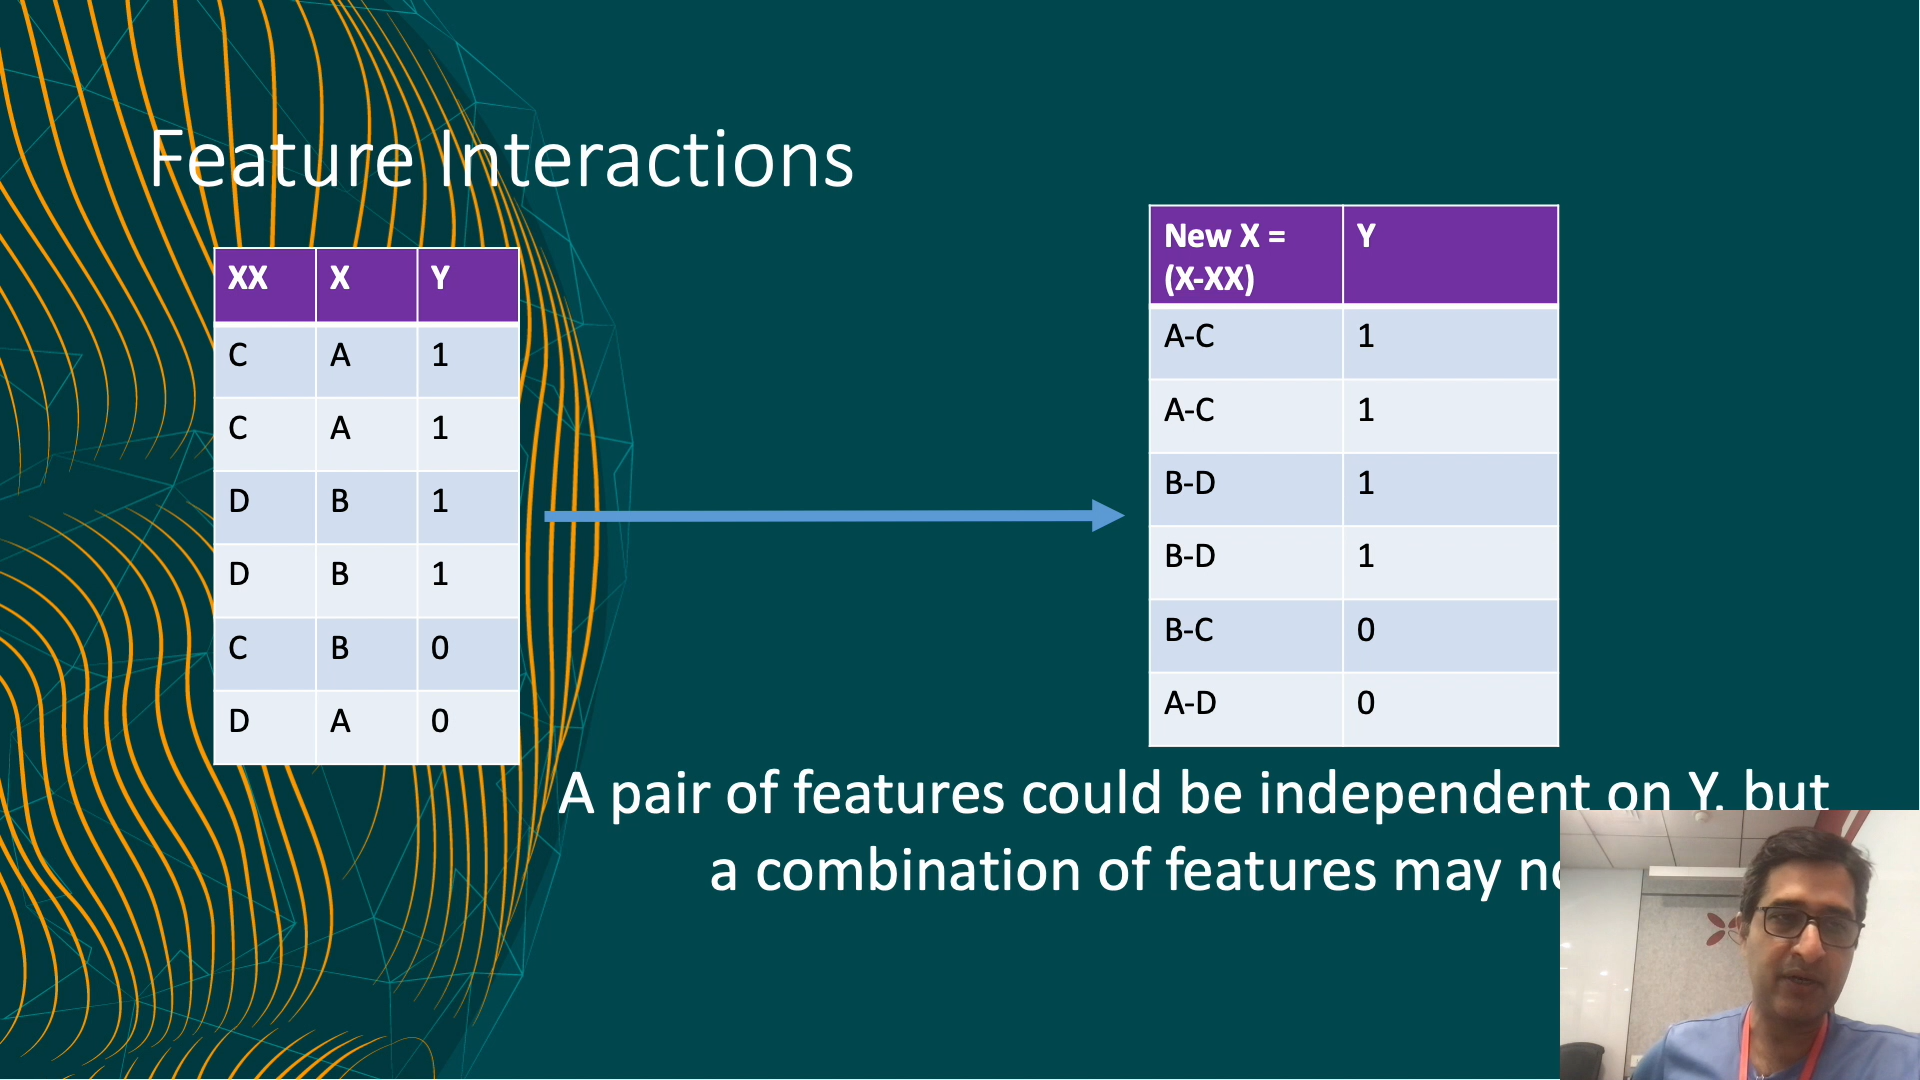 Feature Interactions
XX X Y
C A 1
C A 1
D B 1
D B 1
C B 0
D A 0
New X = Y
(X-XX)
A-C 1
A-C 1
B-D 1
B-D 1
B-C 0
A-D 0
A pair of features could be independent on Y, but
a combination of features may